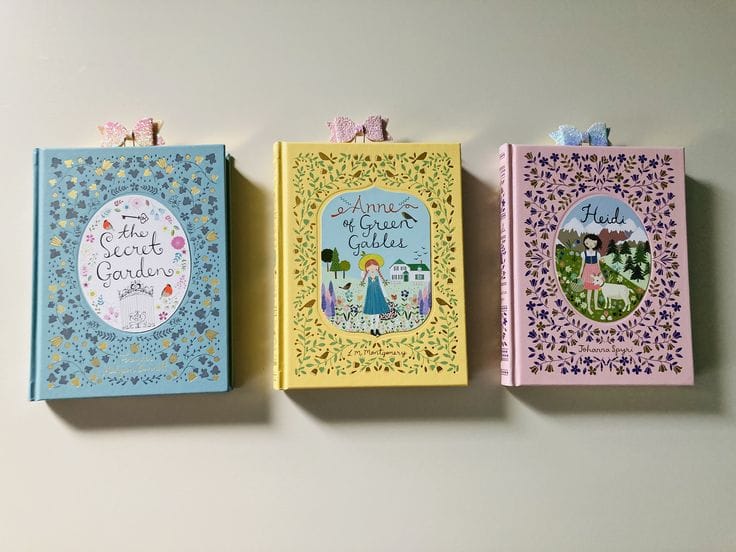 the
Secret
Garden
Anne
of Green
Gables
L. M. Montgomery
Heidi
Johanna Spyri